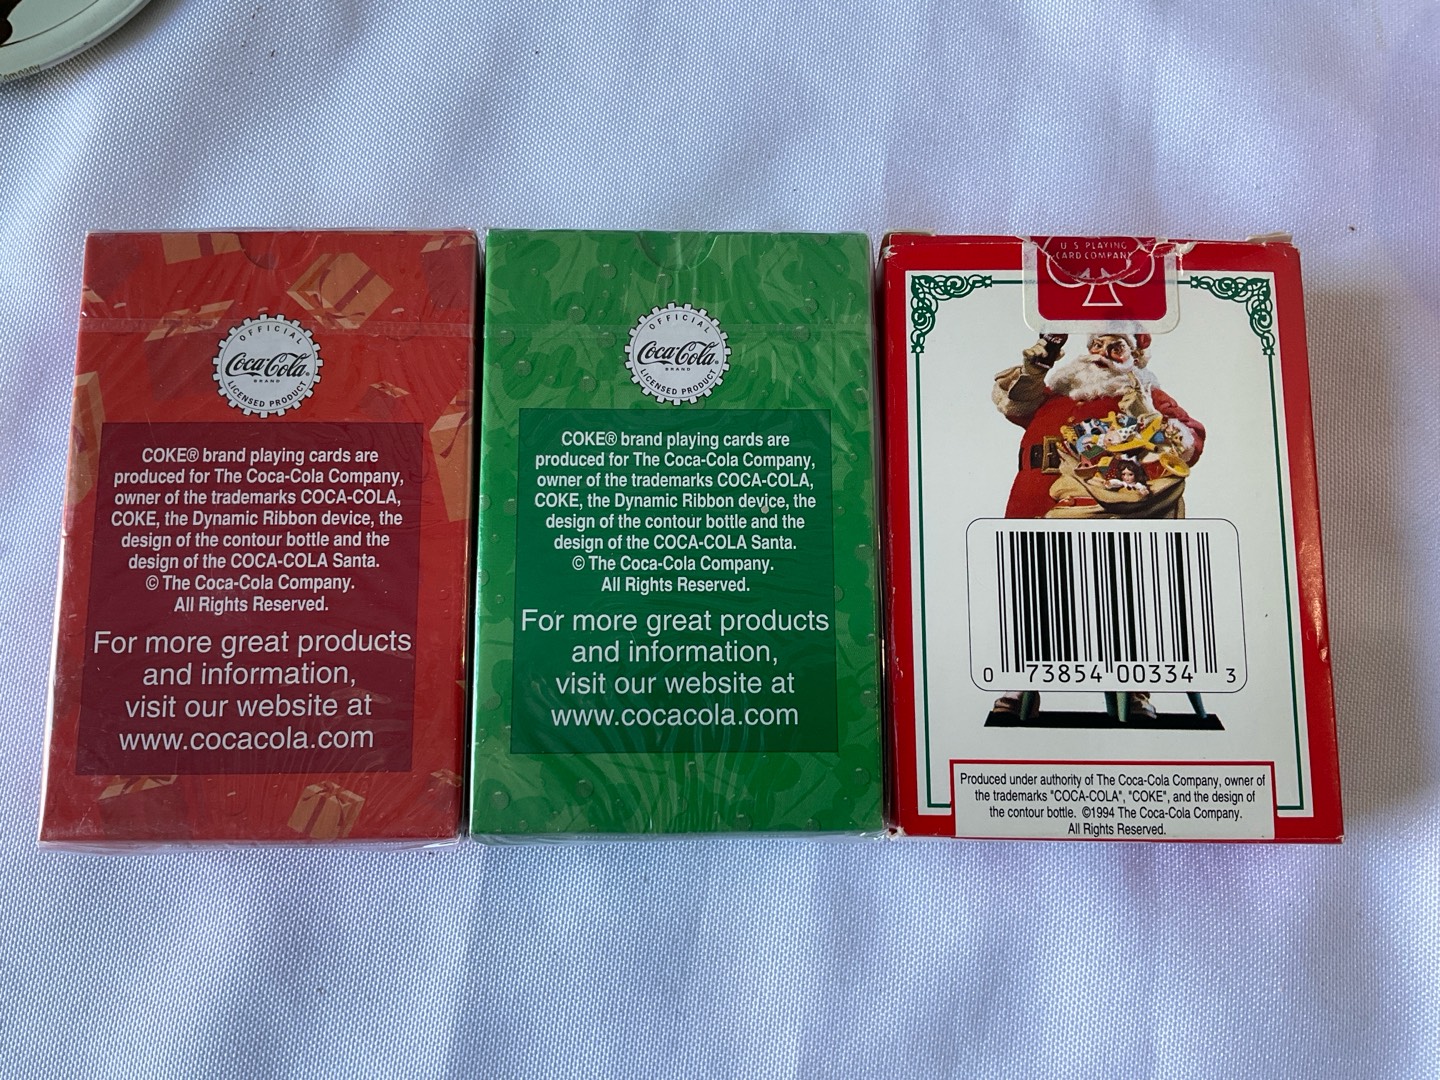 Company
OFFICIAL
Coca-Cola®
BRAND
LICENSED PRODUCT
COKE® brand playing cards are
produced for The Coca-Cola Company,
owner of the trademarks COCA-COLA,
COKE, the Dynamic Ribbon device, the
design of the contour bottle and the
design of the COCA-COLA Santa.
© The Coca-Cola Company.
All Rights Reserved.
For more great products
and information,
visit our website at
www.cocacola.com
OFFICIAL
Coca-Cola®
BRAND
LICENSED PRODUCT
COKE® brand playing cards are
produced for The Coca-Cola Company,
owner of the trademarks COCA-COLA,
COKE, the Dynamic Ribbon device, the
design of the contour bottle and the
design of the COCA-COLA Santa.
© The Coca-Cola Company.
All Rights Reserved.
For more great products
and information,
visit our website at
www.cocacola.com
U S PLAYING
CARD COMPANY
0 73854 00334 3
Produced under authority of The Coca-Cola Company, owner of
the trademarks "COCA-COLA", "COKE", and the design of
the contour bottle. ©1994 The Coca-Cola Company.
All Rights Reserved.